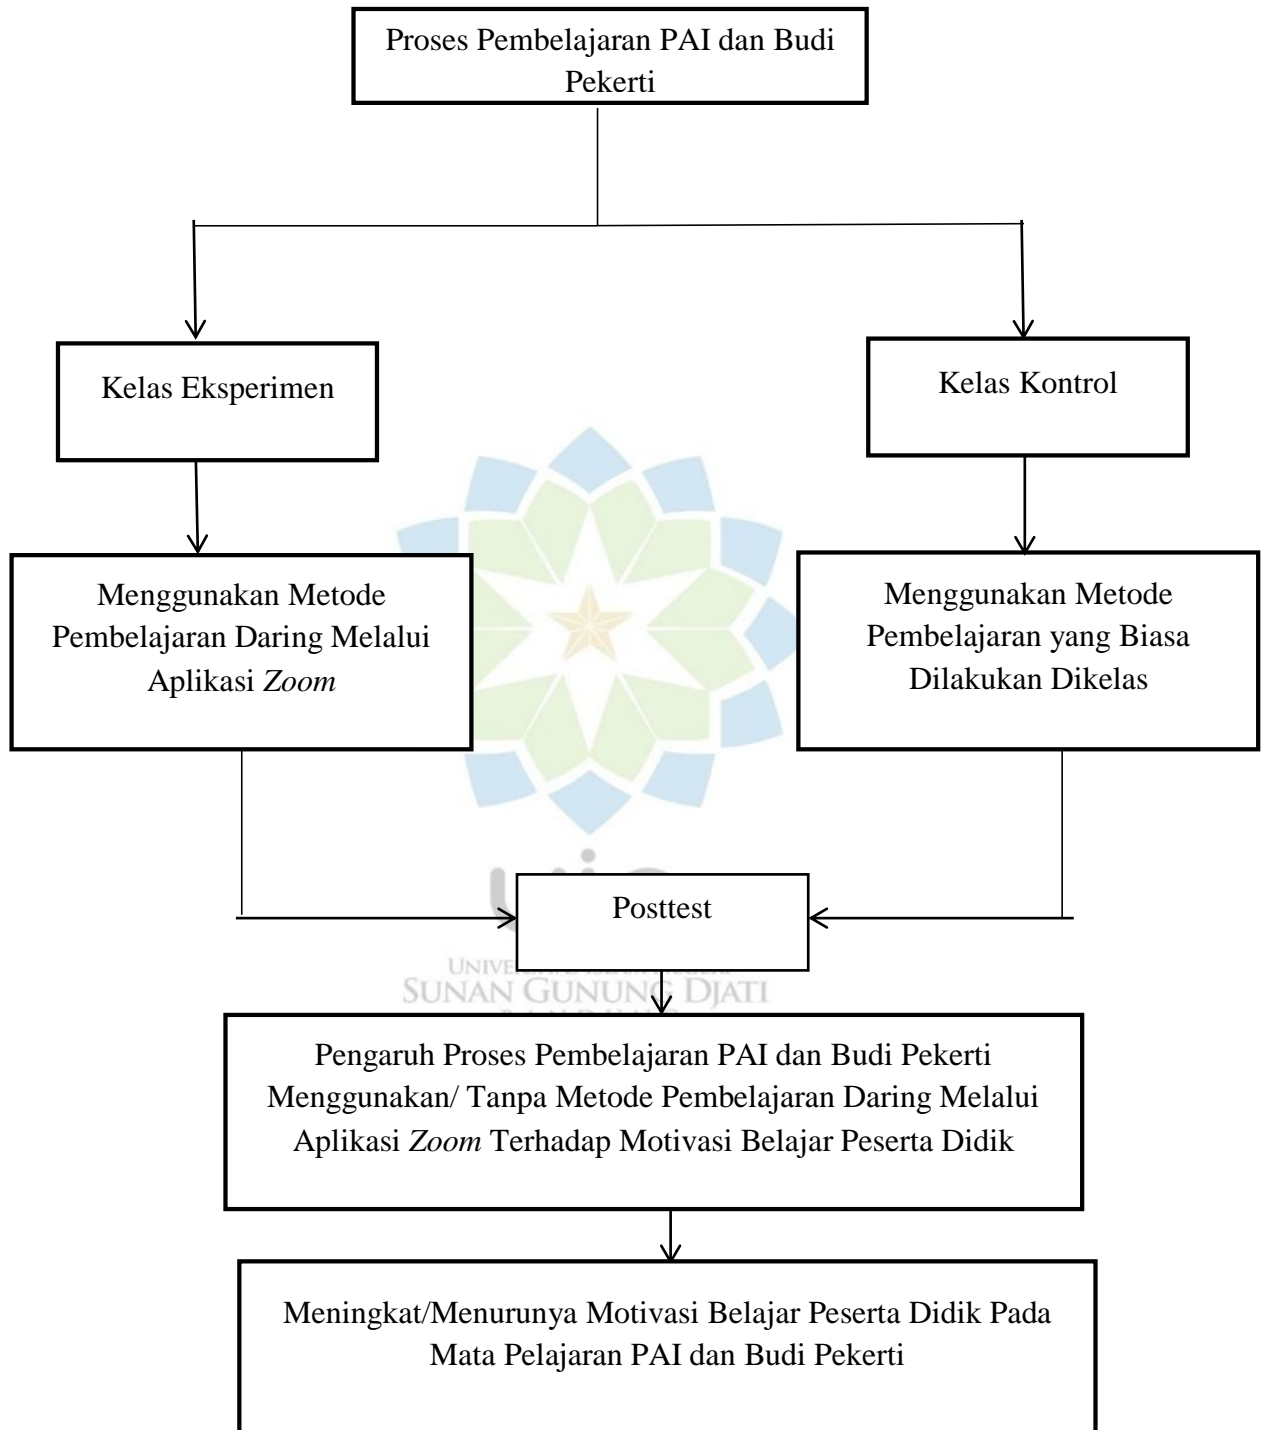 Proses Pembelajaran PAI dan Budi
Pekerti
Kelas Eksperimen
Kelas Kontrol
Menggunakan Metode
Pembelajaran Daring Melalui
Aplikasi Zoom
Menggunakan Metode
Pembelajaran yang Biasa
Dilakukan Dikelas
Posttest
SUNAN GUNUNG DJATI
Pengaruh Proses Pembelajaran PAI dan Budi Pekerti
Menggunakan/ Tanpa Metode Pembelajaran Daring Melalui
Aplikasi Zoom Terhadap Motivasi Belajar Peserta Didik
Meningkat/Menurunya Motivasi Belajar Peserta Didik Pada
Mata Pelajaran PAI dan Budi Pekerti